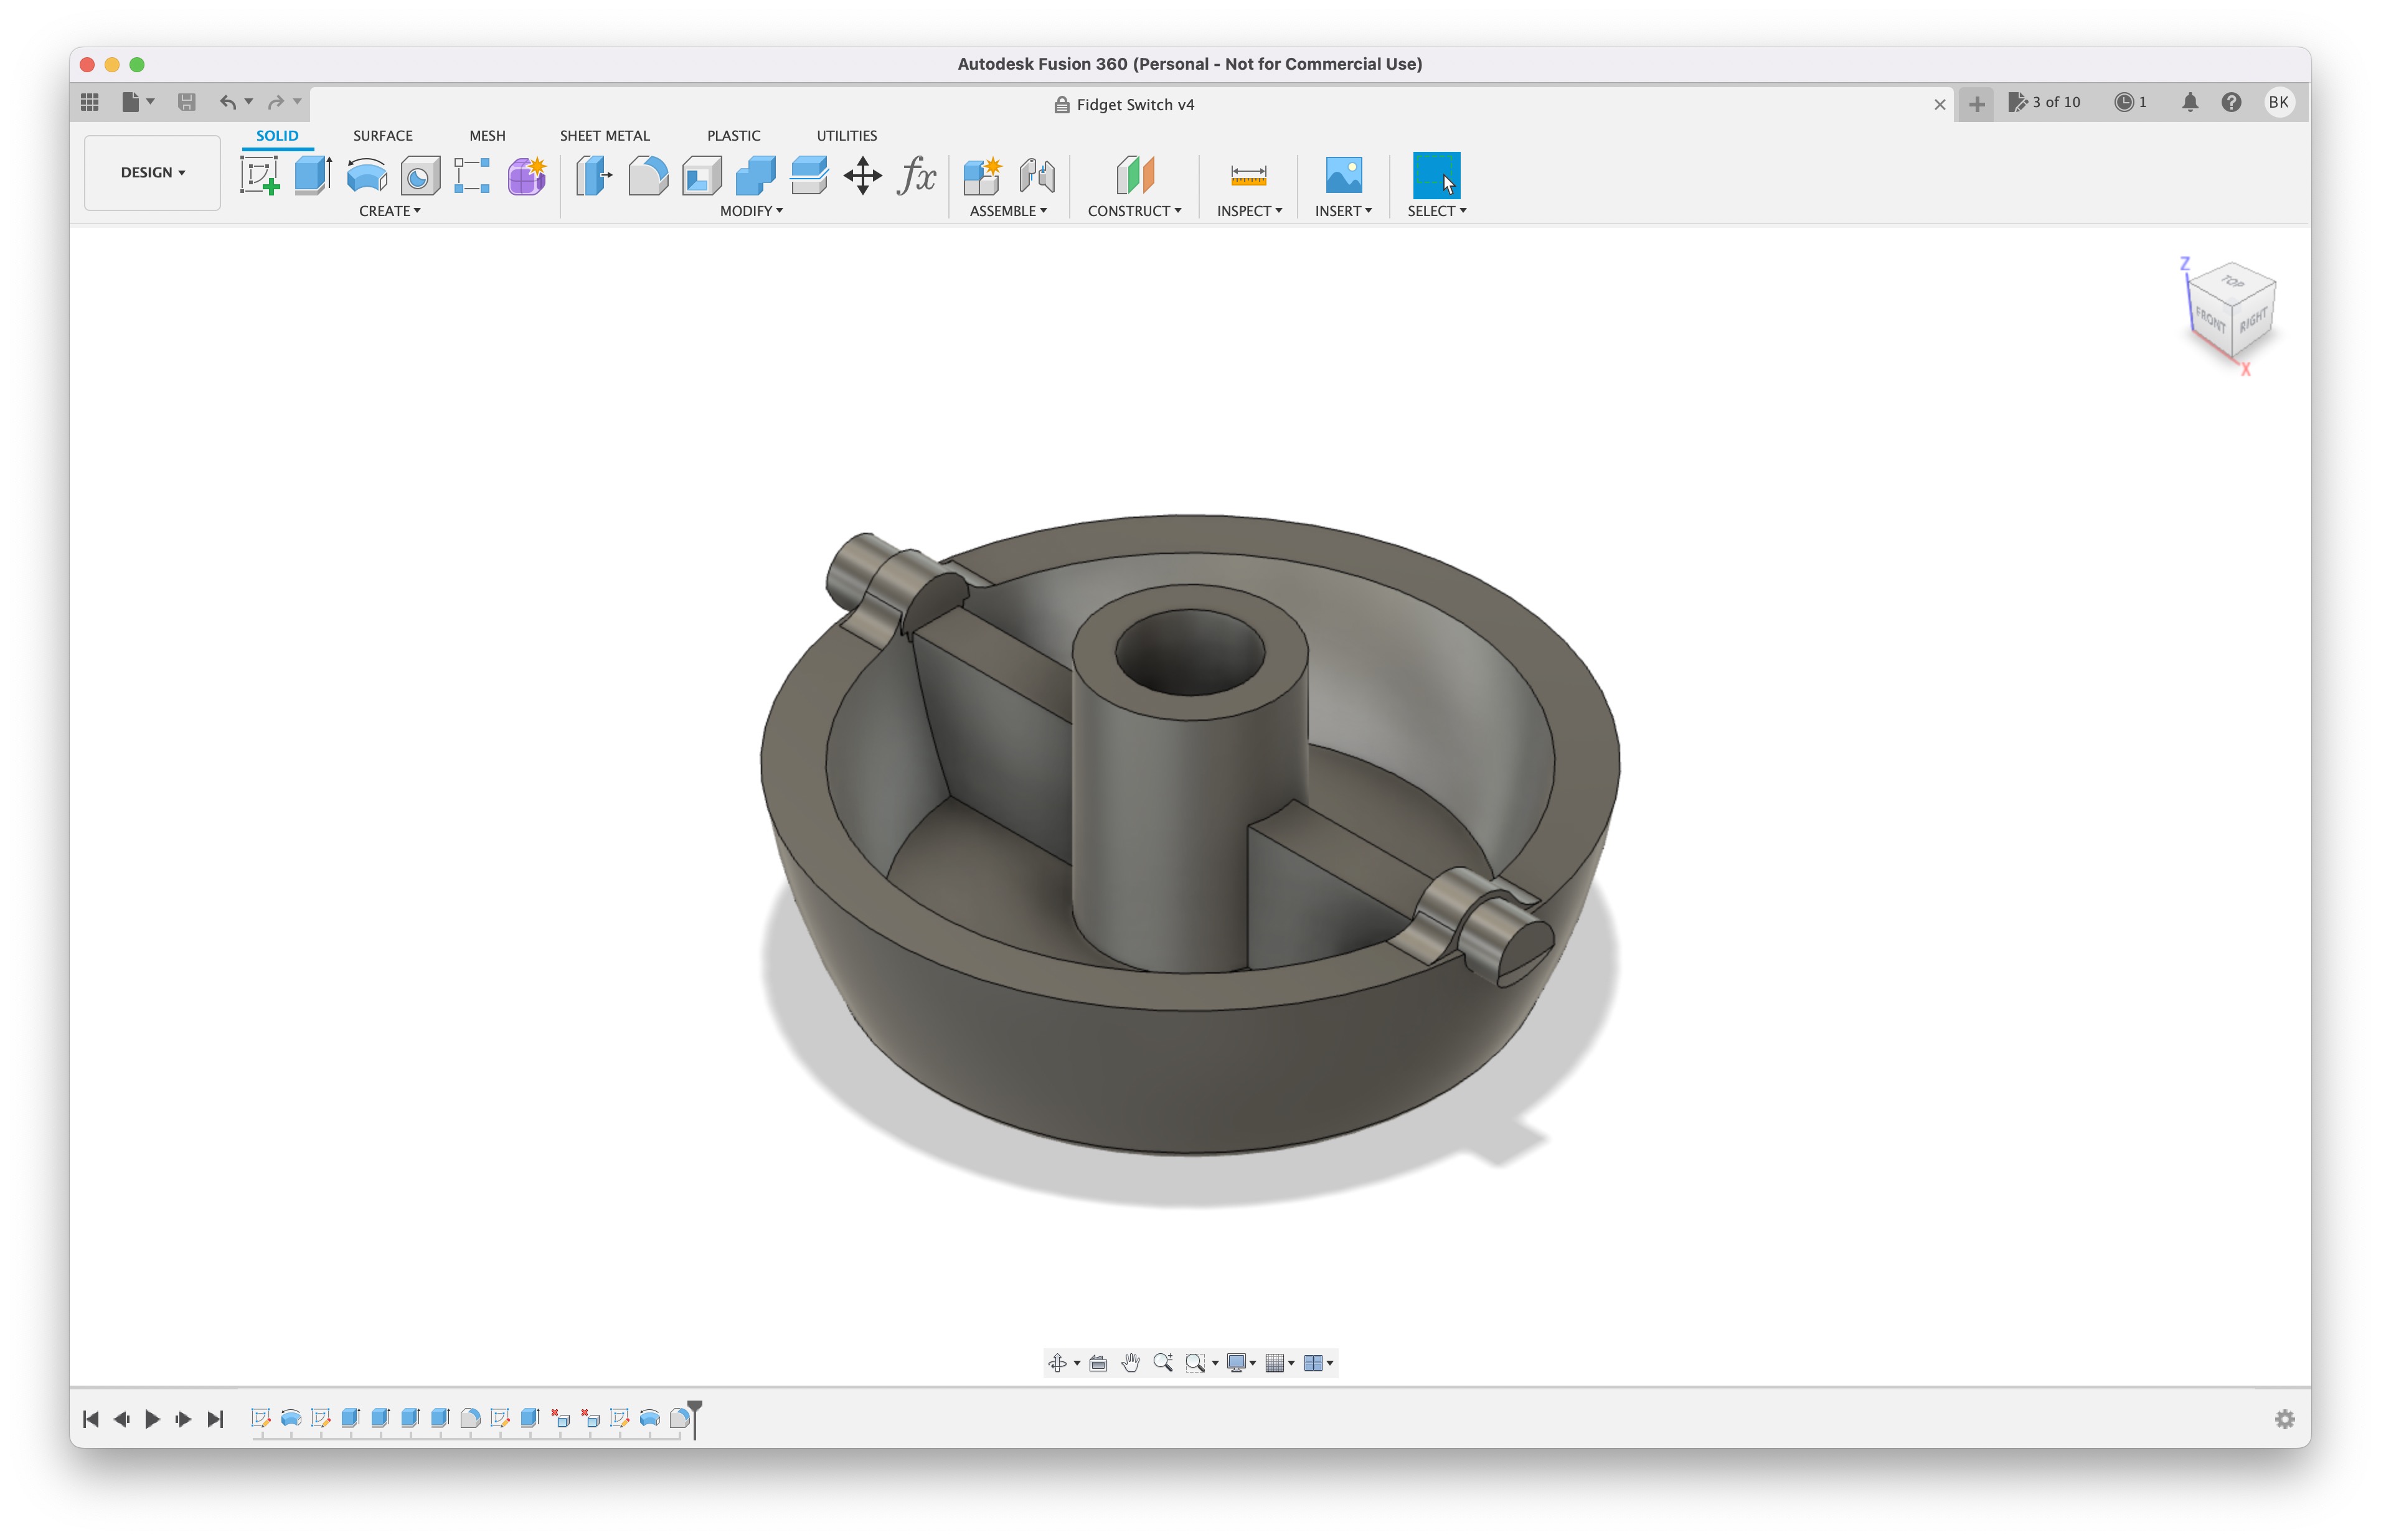 Autodesk Fusion 360 (Personal - Not for Commercial Use)
Fidget Switch v4
3 of 10
1
BK
DESIGN
SOLID
SURFACE
MESH
SHEET METAL
PLASTIC
UTILITIES
fx
CREATE
MODIFY
ASSEMBLE
CONSTRUCT
INSPECT
INSERT
SELECT
Z
TOP
FRONT
RIGHT
X